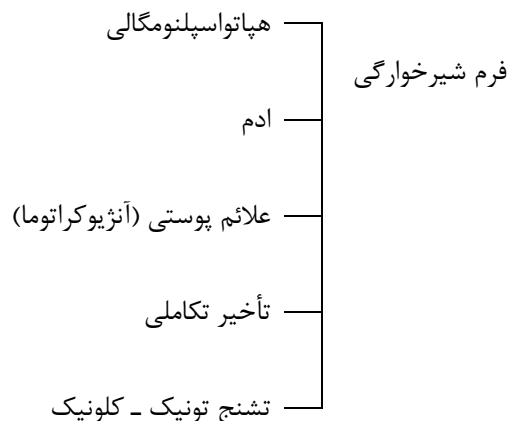 فرم شیرخوارگی
هپاتواسپلنومگالی
ادم
علائم پوستی (آنژیوکراتوما)
تأخیر تکاملی
تشنج تونیک ـ کلونیک